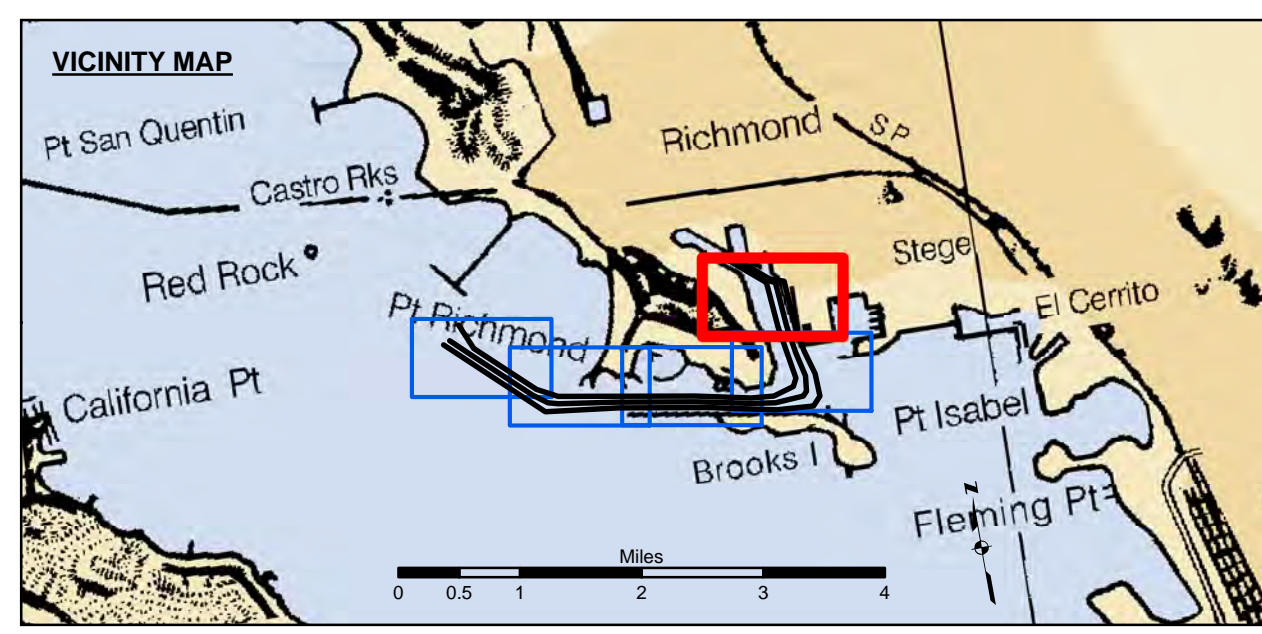 VICINITY MAP
Pt San Quentin
Richmond
SP
Castro Rks
Stege
Red Rock
El Cerrito
Pt Richmond
California Pt
Pt Isabel
Brooks I
Fleming Pt
N
Miles
0 0.5 1 2 3 4